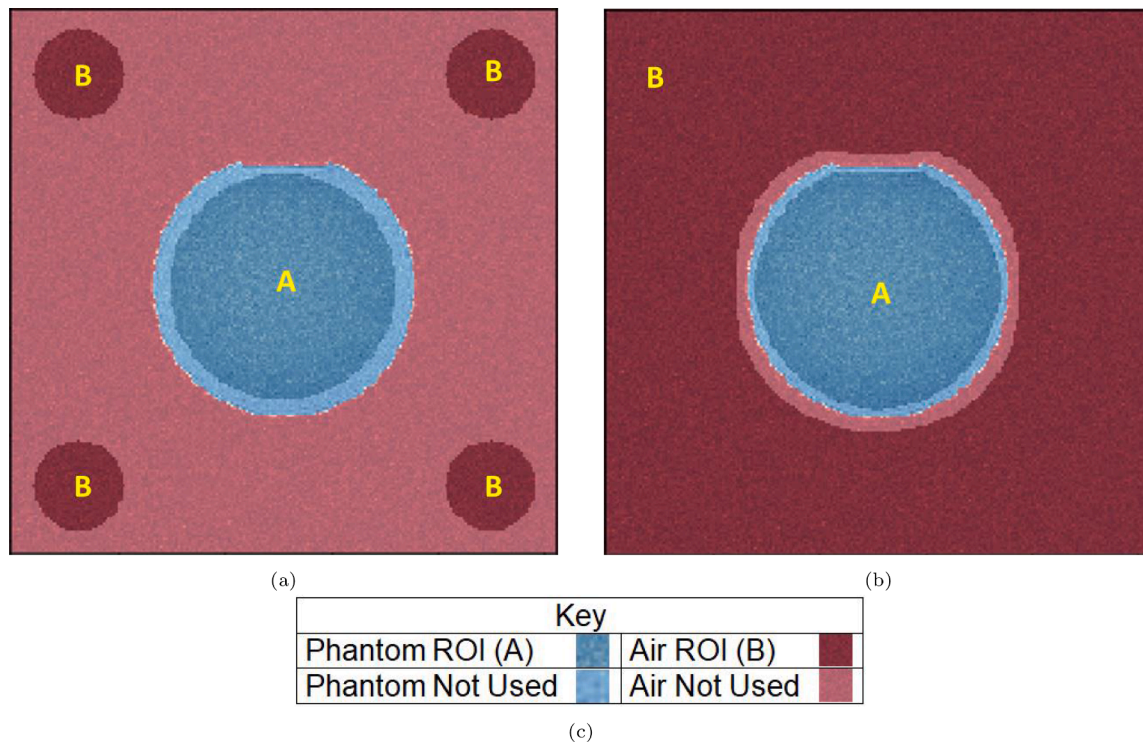 B B
B
A
A
B B
(a) (b)
Key
Phantom ROI (A) Air ROI (B)
Phantom Not Used Air Not Used
(c)